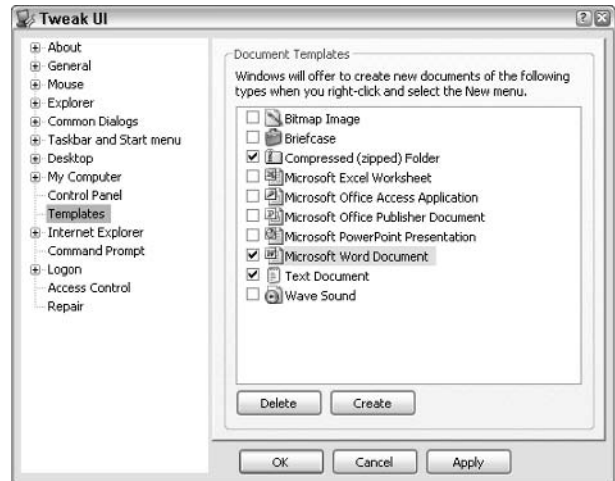 Tweak UI
About
General
Mouse
Explorer
Common Dialogs
Taskbar and Start menu
Desktop
My Computer
Control Panel
Templates
Internet Explorer
Command Prompt
Logon
Access Control
Repair
Document Templates
Windows will offer to create new documents of the following
types when you right-click and select the New menu.
Bitmap Image
Briefcase
Compressed (zipped) Folder
Microsoft Excel Worksheet
Microsoft Office Access Application
Microsoft Office Publisher Document
Microsoft PowerPoint Presentation
Microsoft Word Document
Text Document
Wave Sound
Delete
Create
OK
Cancel
Apply